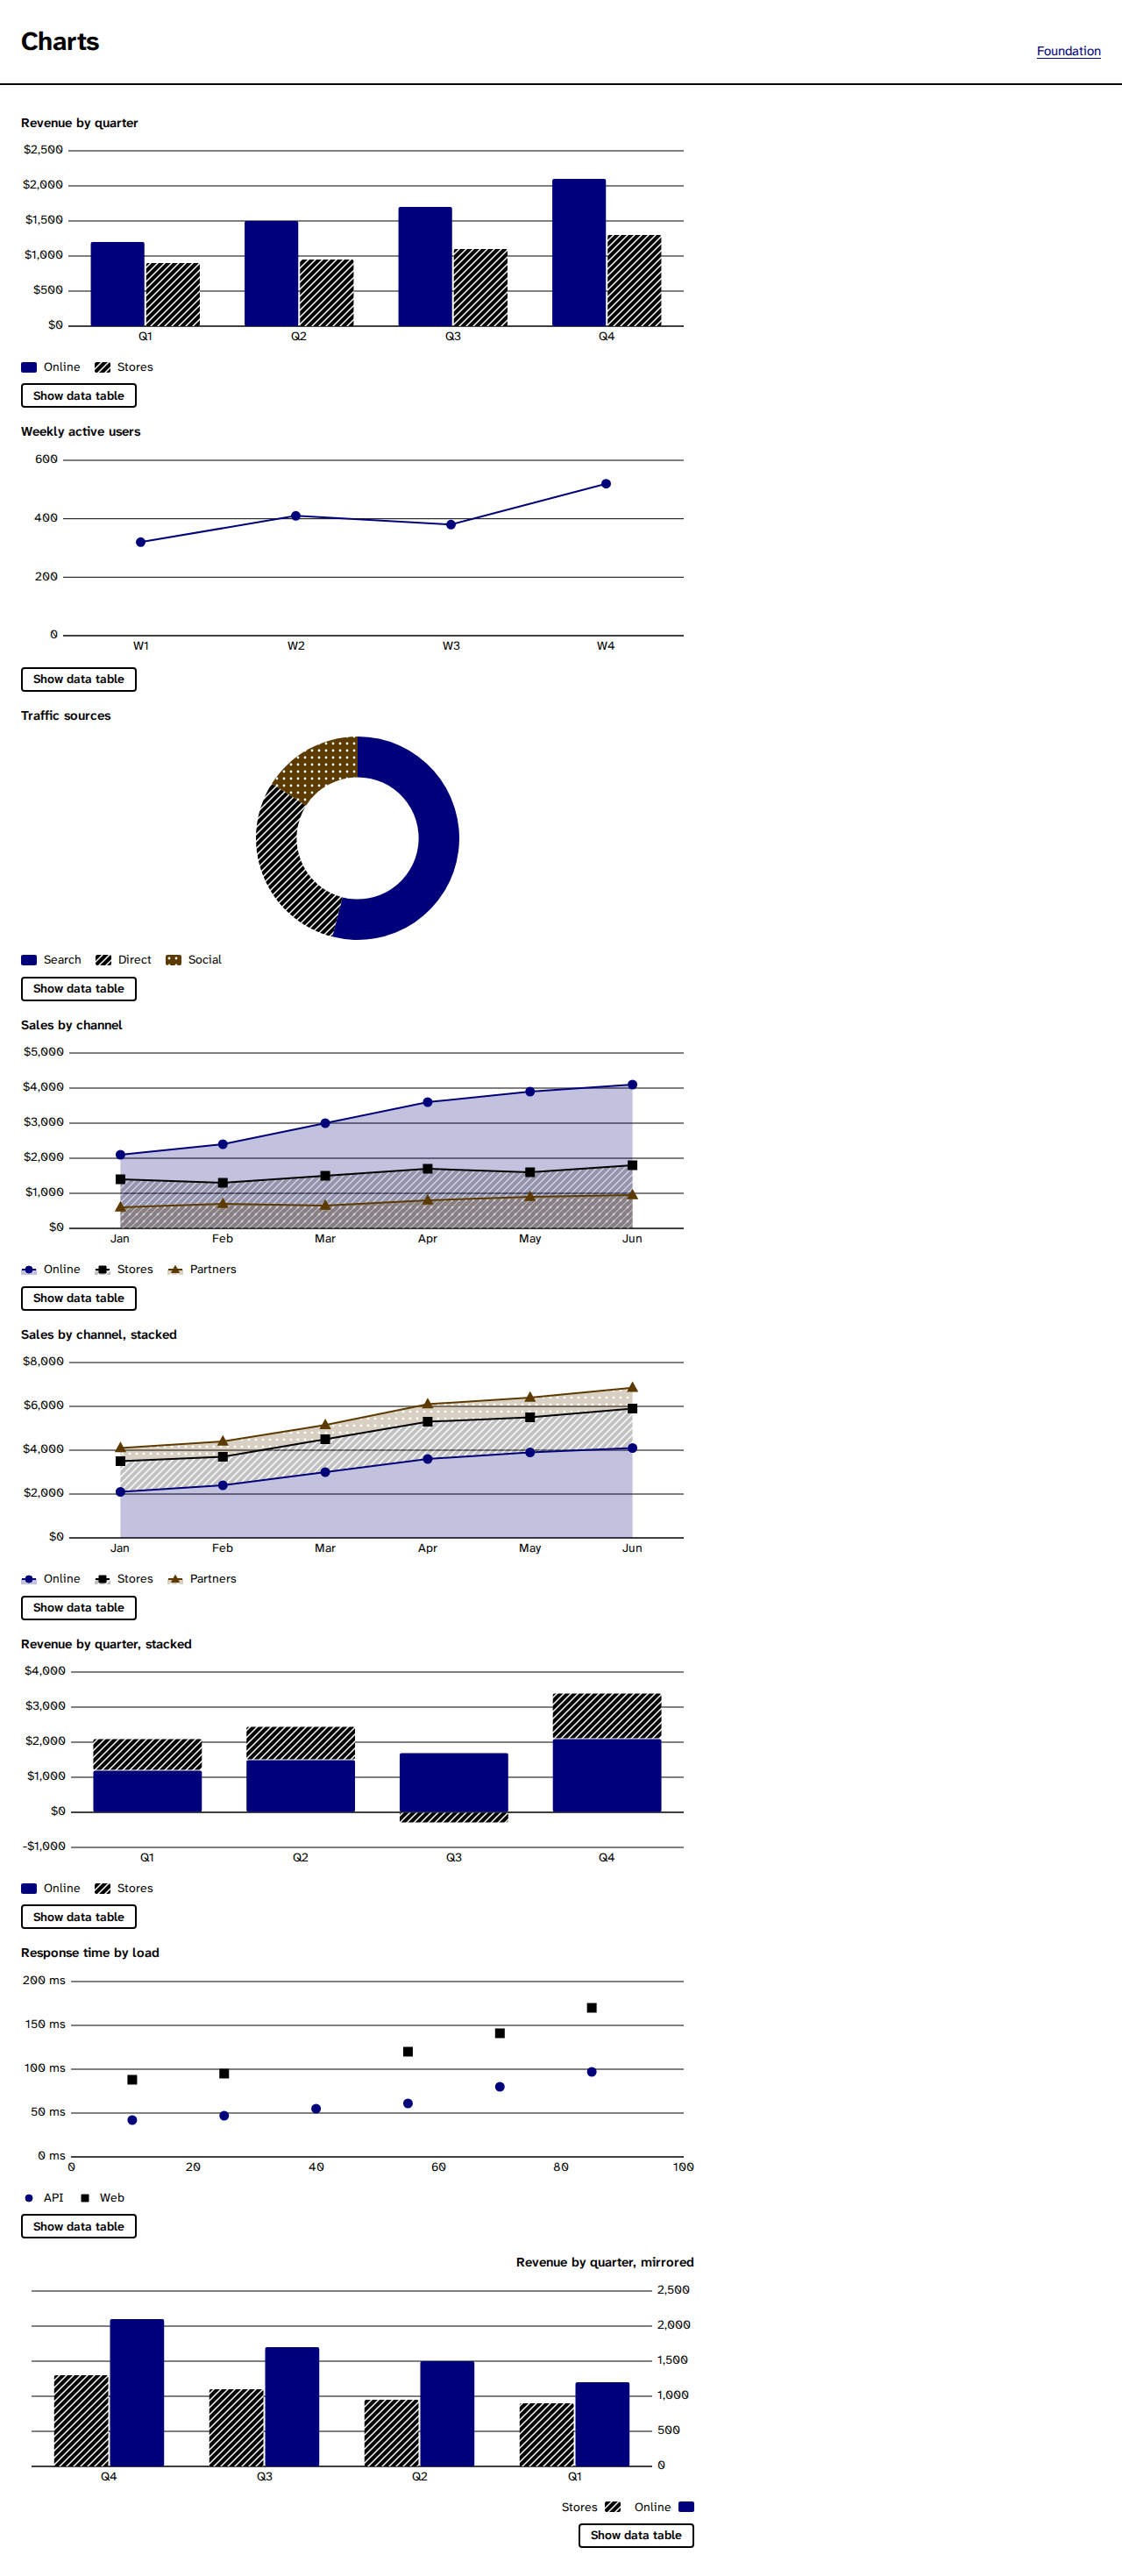 Charts
Foundation
Revenue by quarter
$2,500
$2,000
$1,500
$1,000
$500
$0
Q1 Q2 Q3 Q4
Online Stores
Show data table
Weekly active users
600
400
200
0
W1 W2 W3 W4
Show data table
Traffic sources
Search Direct Social
Show data table
Sales by channel
$5,000
$4,000
$3,000
$2,000
$1,000
$0
Jan Feb Mar Apr May Jun
Online Stores Partners
Show data table
Sales by channel, stacked
$8,000
$6,000
$4,000
$2,000
$0
Jan Feb Mar Apr May Jun
Online Stores Partners
Show data table
Revenue by quarter, stacked
$4,000
$3,000
$2,000
$1,000
$0
-$1,000
Q1 Q2 Q3 Q4
Online Stores
Show data table
Response time by load
200 ms
150 ms
100 ms
50 ms
0 ms
0 20 40 60 80 100
API Web
Show data table
Revenue by quarter, mirrored
2,500
2,000
1,500
1,000
500
0
Q4 Q3 Q2 Q1
Stores Online
Show data table